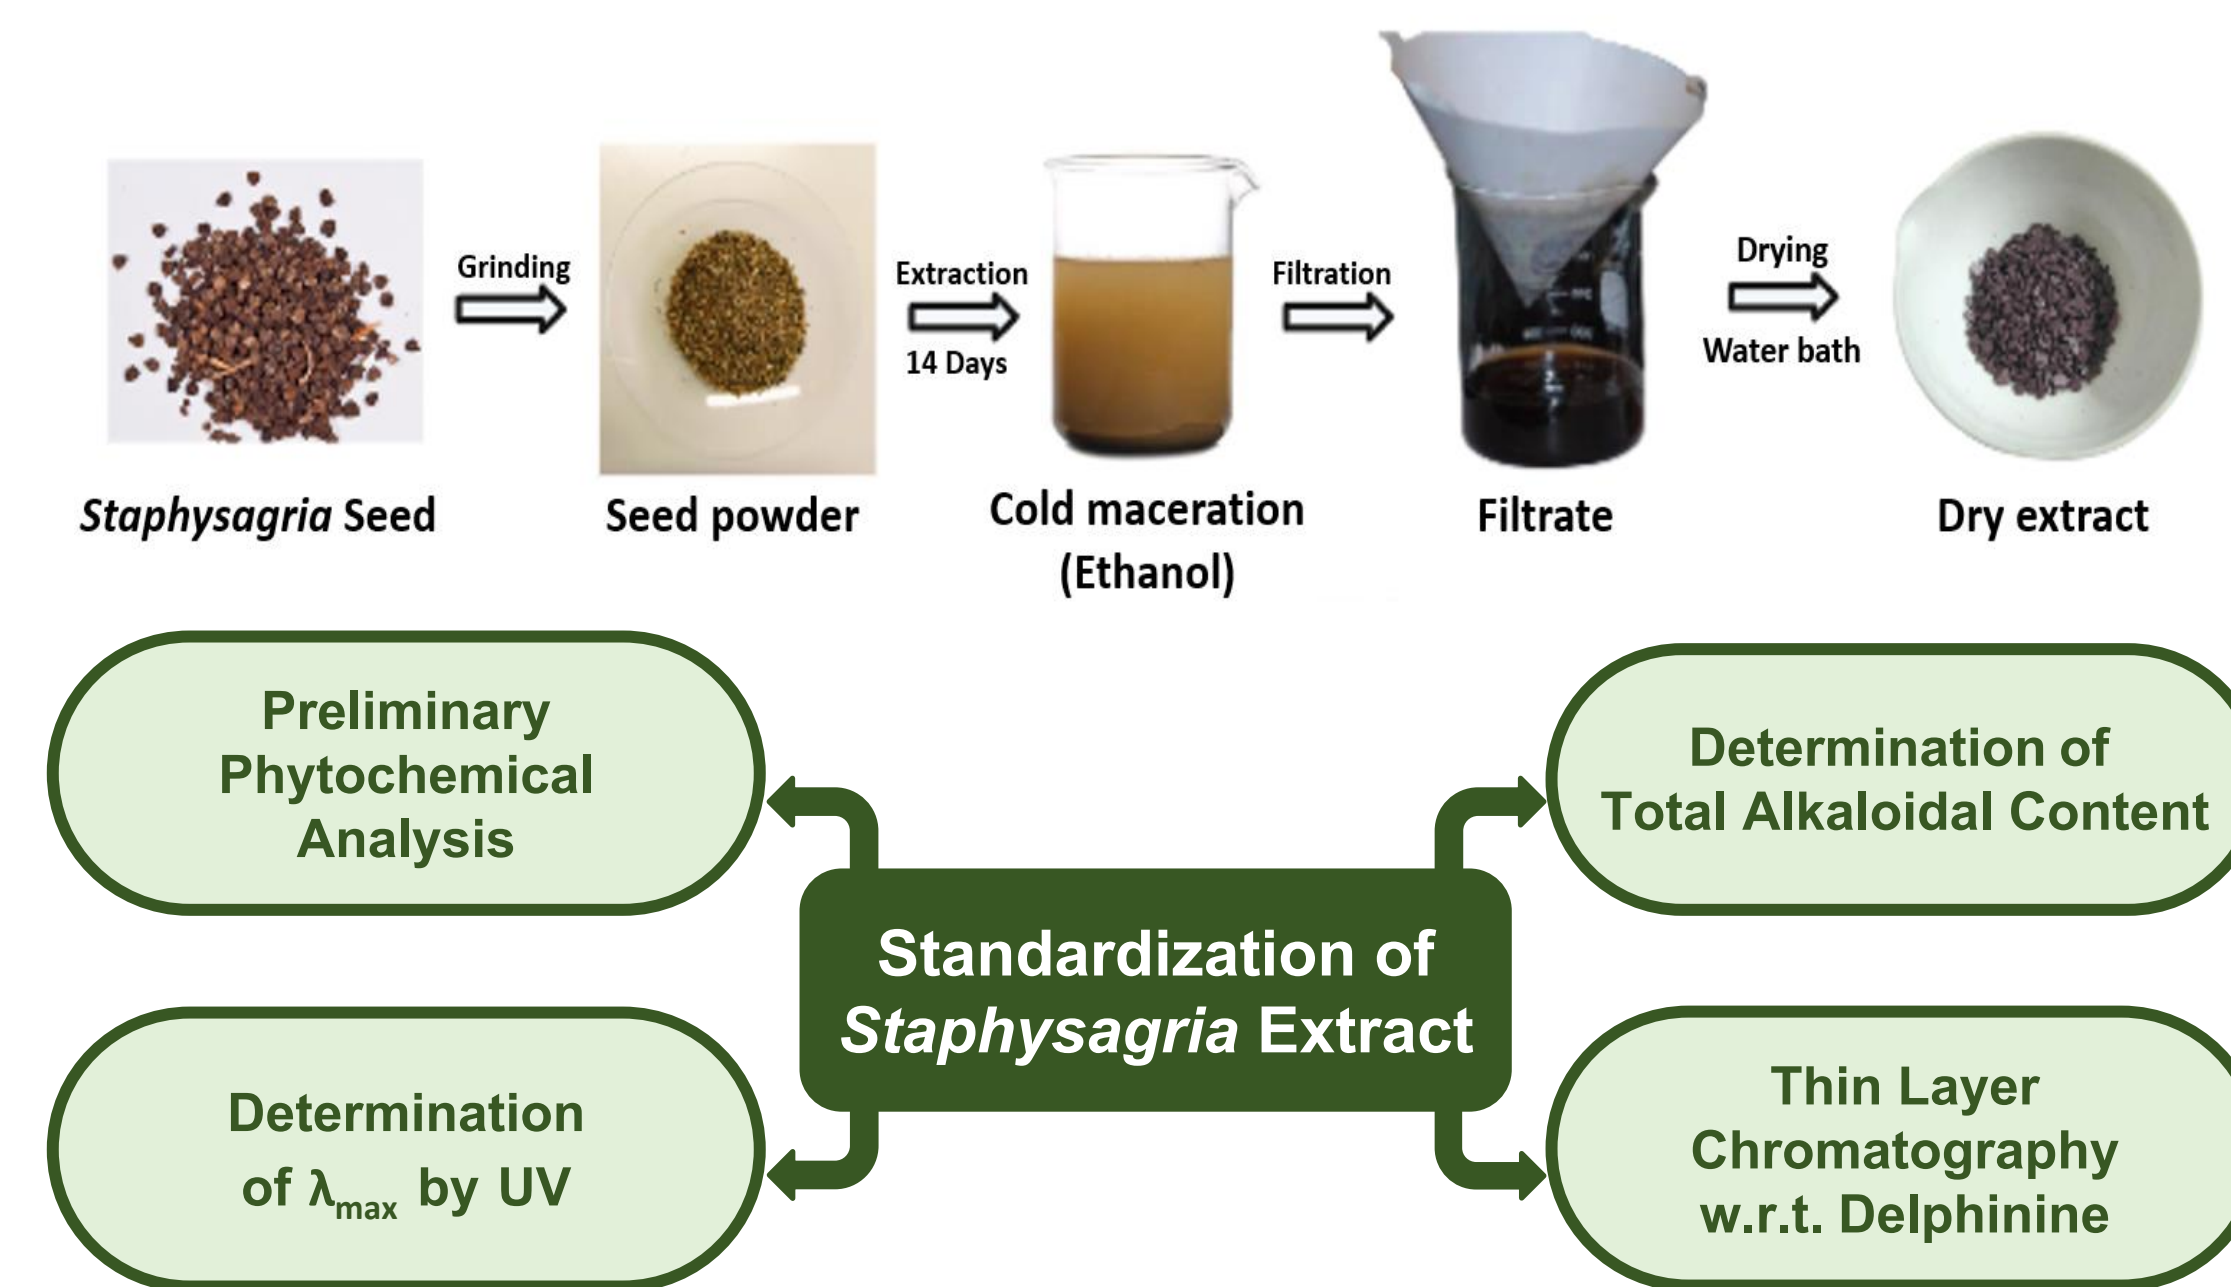 Grinding
Extraction
14 Days
Filtration
Drying
Water bath
Staphysagria Seed
Seed powder
Cold maceration
(Ethanol)
Filtrate
Dry extract
Preliminary
Phytochemical
Analysis
Determination of
Total Alkaloidal Content
Standardization of
Staphysagria Extract
Determination
of λmax by UV
Thin Layer
Chromatography
w.r.t. Delphinine